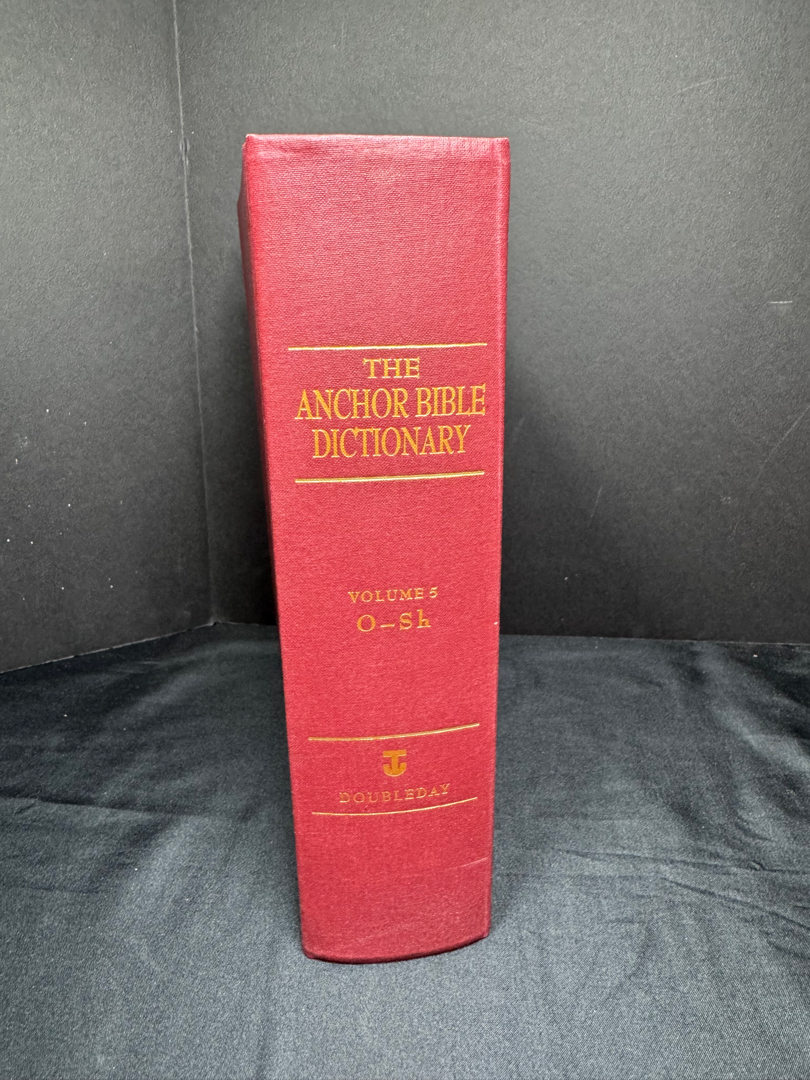 THE
ANCHOR BIBLE
DICTIONARY
VOLUME 5
O–Sh
DOUBLEDAY